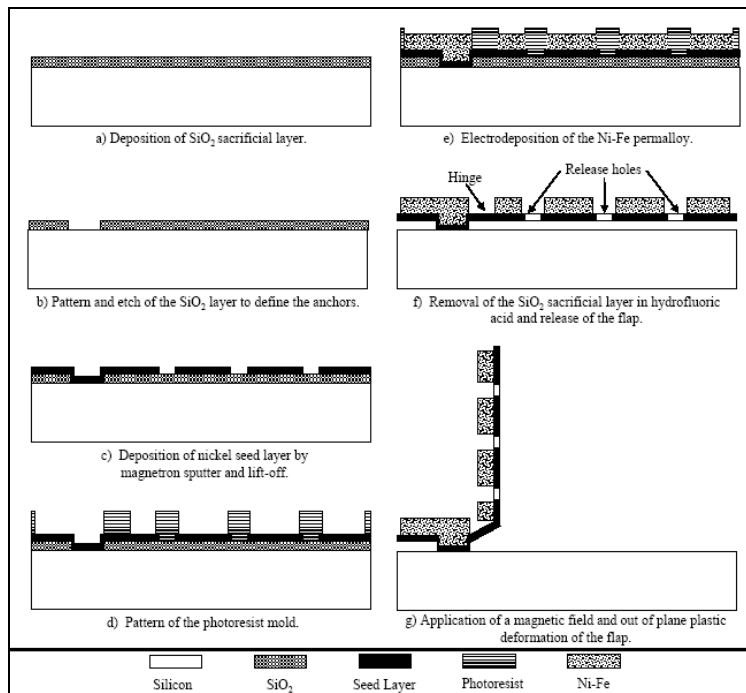 a) Deposition of SiO2 sacrificial layer.
b) Pattern and etch of the SiO2 layer to define the anchors.
c) Deposition of nickel seed layer by
magnetron sputter and lift-off.
d) Pattern of the photoresist mold.
e) Electrodeposition of the Ni-Fe permalloy.
Hinge
Release holes
f) Removal of the SiO2 sacrificial layer in hydrofluoric
acid and release of the flap.
g) Application of a magnetic field and out of plane plastic
deformation of the flap.
Silicon
SiO2
Seed Layer
Photoresist
Ni-Fe